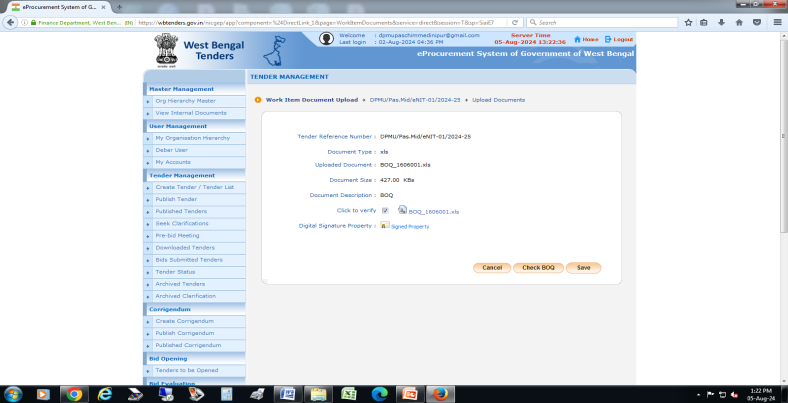 eProcurement System of G...
Finance Department, West Ben... (IN)
https://wbtenders.gov.in/nicgep/app?component=%24DirectLink_1&page=WorkItemDocuments&service=direct&session=T&sp=SaiE7
Search
West Bengal
Tenders
Welcome : dpmupaschimmedinipur@gmail.com
Last login : 02-Aug-2024 04:36 PM
Server Time
05-Aug-2024 13:22:36
Home
Logout
eProcurement System of Government of West Bengal
TENDER MANAGEMENT
Master Management
Org Hierarchy Master
View Internal Documents
User Management
My Organisation Hierarchy
Debar User
My Accounts
Tender Management
Create Tender / Tender List
Publish Tender
Published Tenders
Seek Clarifications
Pre-bid Meeting
Downloaded Tenders
Bids Submitted Tenders
Tender Status
Archived Tenders
Archived Clarification
Corrigendum
Create Corrigendum
Publish Corrigendum
Published Corrigendum
Bid Opening
Tenders to be Opened
Bid Evaluation
Work Item Document Upload DPMU/Pas.Mid/eNIT-01/2024-25 Upload Documents
Tender Reference Number : DPMU/Pas.Mid/eNIT-01/2024-25
Document Type : xls
Uploaded Document : BOQ_1606001.xls
Document Size : 427.00 KBs
Document Description : BOQ
Click to verify BOQ_1606001.xls
Digital Signature Property : Signed Property
Cancel
Check BOQ
Save
1:22 PM
05-Aug-24